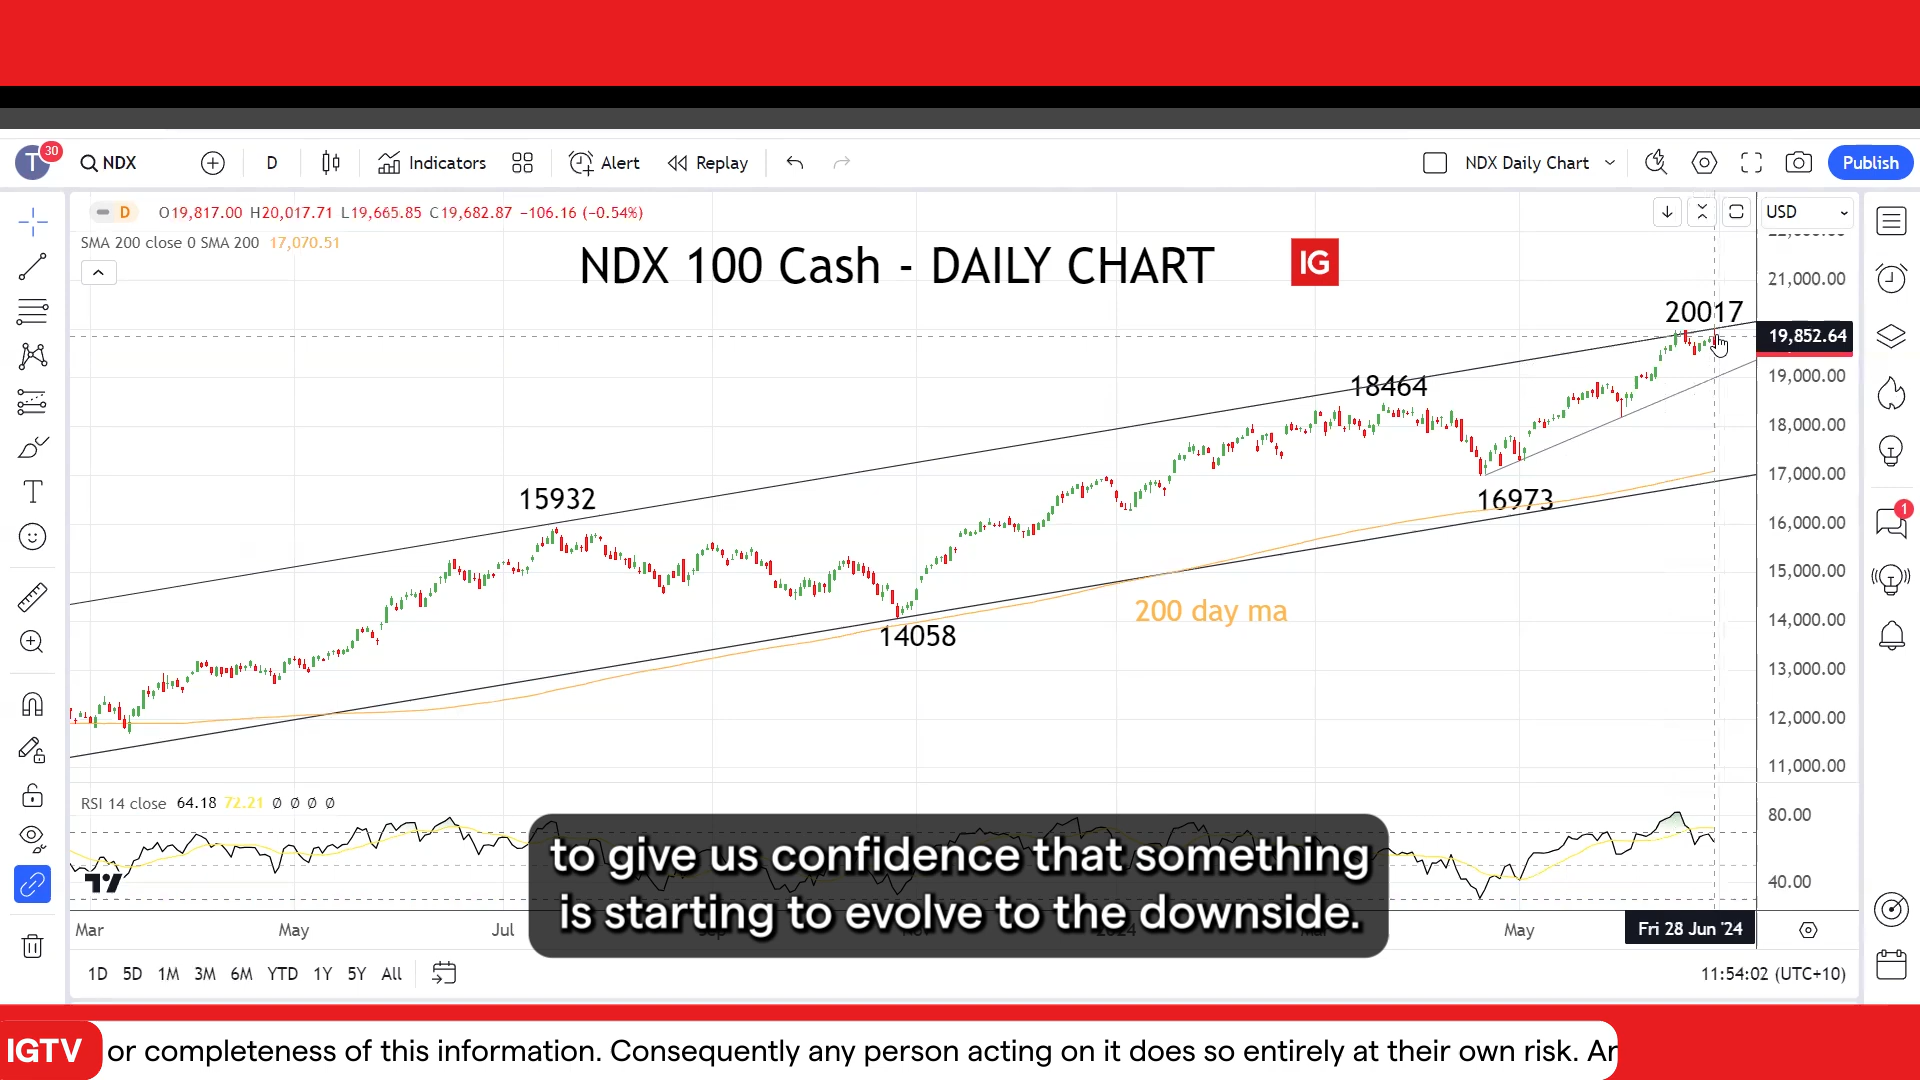 T 30 NDX D Indicators Alert Replay NDX Daily Chart Publish
D O19,817.00 H20,017.71 L19,665.85 C19,682.87 −106.16 (−0.54%) USD
SMA 200 close 0 SMA 200 17,070.51
NDX 100 Cash - DAILY CHART IG
21,000.00
20017
19,852.64
19,000.00
18464
18,000.00
17,000.00
15932
16973
16,000.00
15,000.00
200 day ma
14,000.00
14058
13,000.00
12,000.00
11,000.00
RSI 14 close 64.18 72.21 Ø Ø Ø Ø
80.00
40.00
to give us confidence that something
is starting to evolve to the downside.
Mar May Jul May Fri 28 Jun '24
1D 5D 1M 3M 6M YTD 1Y 5Y All 11:54:02 (UTC+10)
1
IGTV or completeness of this information. Consequently any person acting on it does so entirely at their own risk. Ar